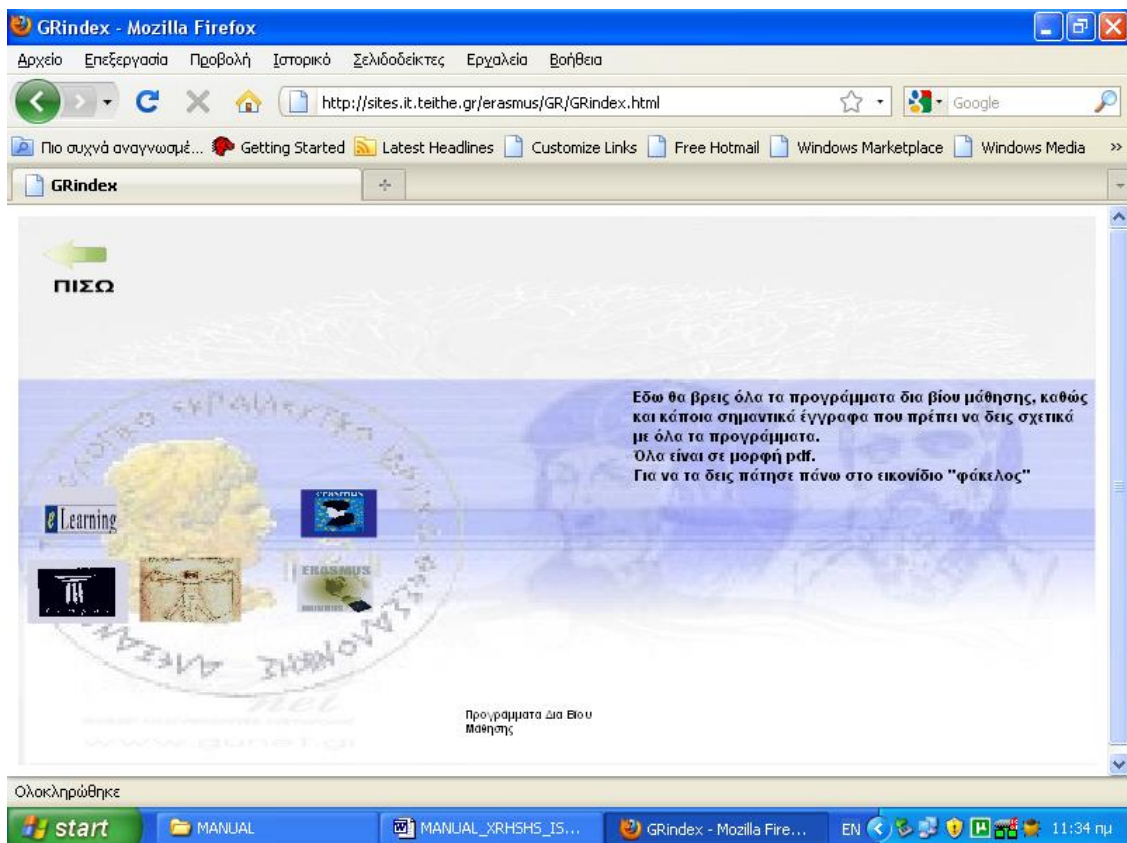 GRindex - Mozilla Firefox
Αρχείο Επεξεργασία Προβολή Ιστορικό Σελιδοδείκτες Εργαλεία Βοήθεια
http://sites.it.teithe.gr/erasmus/GR/GRindex.html Google
Πιο συχνά αναγνωσμέ... Getting Started Latest Headlines Customize Links Free Hotmail Windows Marketplace Windows Media »
GRindex
ΠΙΣΩ
Εδω θα βρεις όλα τα προγράμματα δια βίου μάθησης, καθώς
και κάποια σημαντικά έγγραφα που πρέπει να δεις σχετικά
με όλα τα προγράμματα.
Όλα είναι σε μορφή pdf.
Για να τα δεις πάτησε πάνω στο εικονίδιο "φάκελος"
e Learning
ERASMUS
ERASMUS
ΘΕΣΣΑΛΟΝΙΚΗΣ
net
www.gunet.gr
Προγράμματα Δια Βίου
Μάθησης
Ολοκληρώθηκε
start MANUAL MANUAL_XRHSHS_IS... GRindex - Mozilla Fire... EN 11:34 πμ